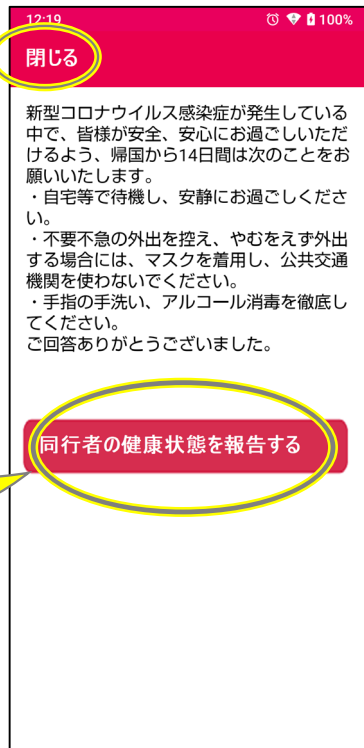 12:19 100%
閉じる
新型コロナウイルス感染症が発生している
中で、皆様が安全、安心にお過ごしいただ
けるよう、帰国から14日間は次のことをお
願いいたします。
・自宅等で待機し、安静にお過ごしくださ
い。
・不要不急の外出を控え、やむをえず外出
する場合には、マスクを着用し、公共交通
機関を使わないでください。
・手指の手洗い、アルコール消毒を徹底し
てください。
ご回答ありがとうございました。
同行者の健康状態を報告する